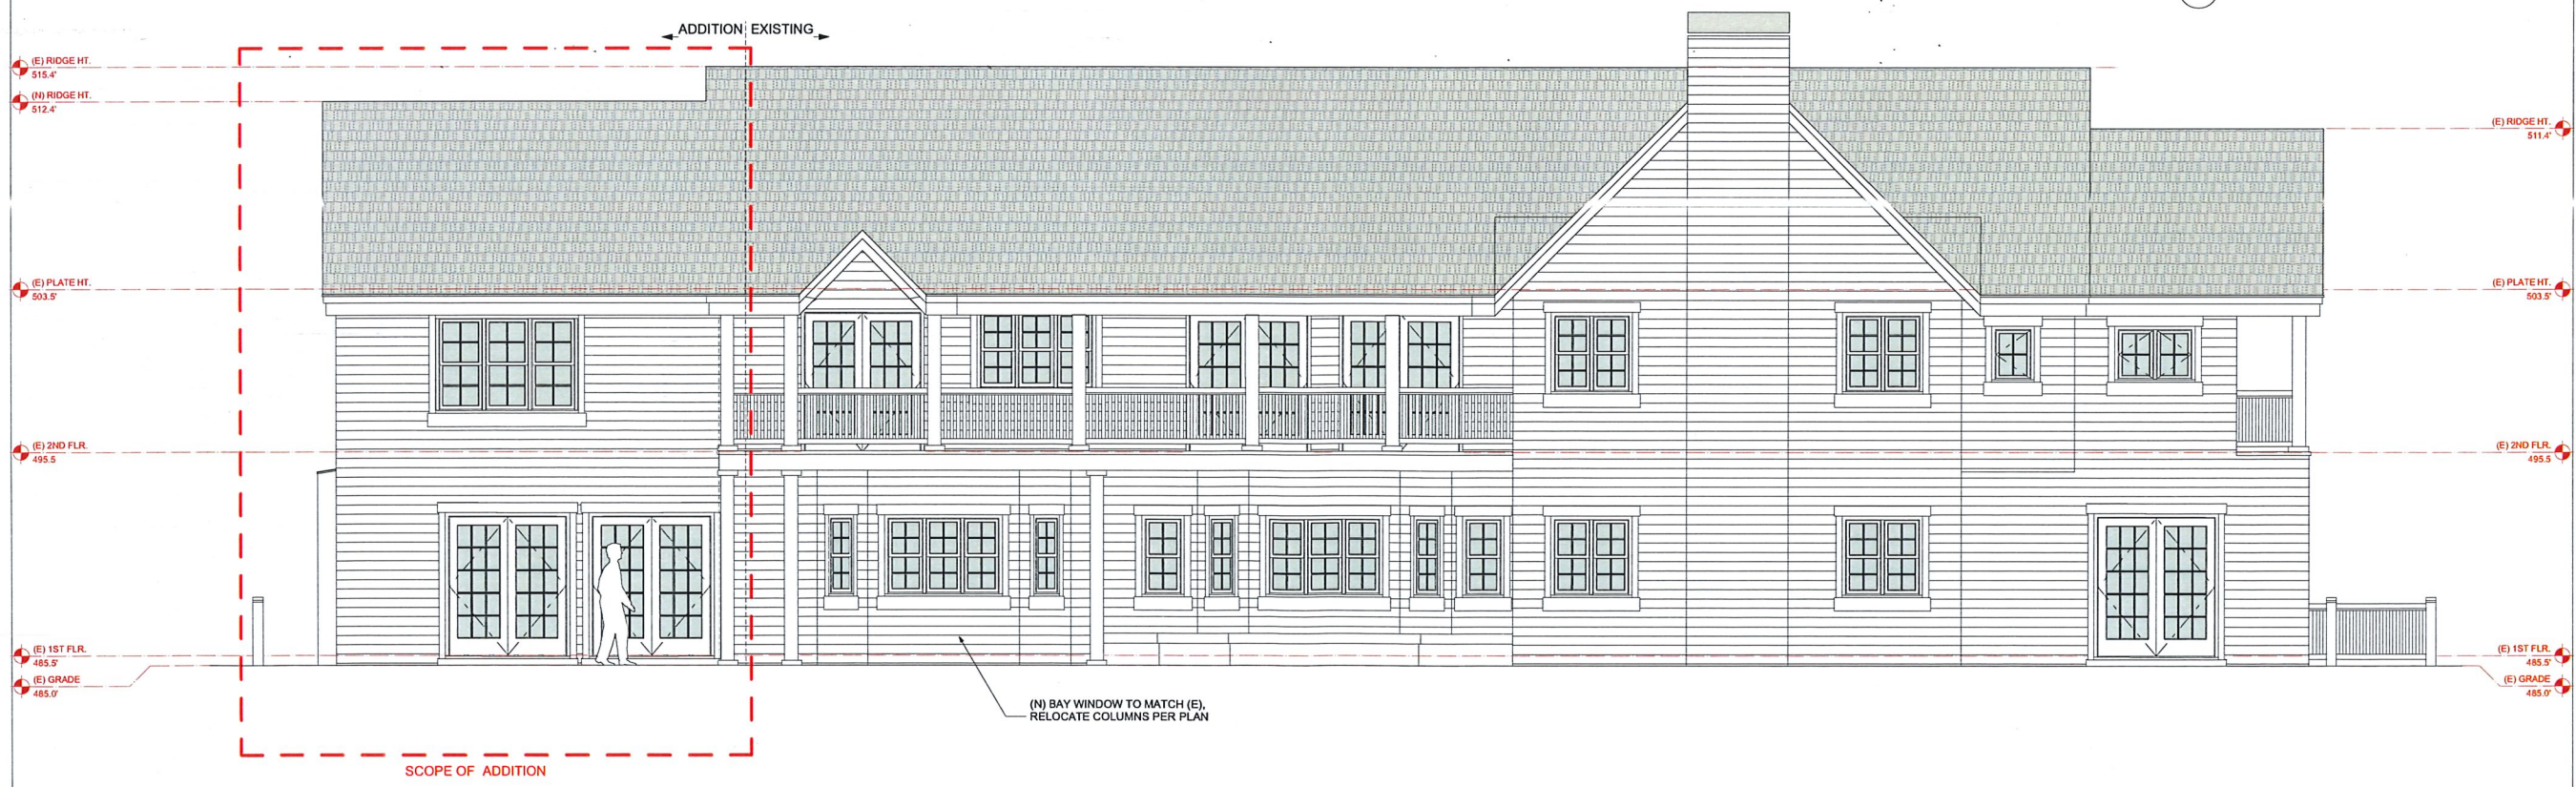 ADDITION EXISTING
(E) RIDGE HT.
515.4'
(N) RIDGE HT.
512.4'
(E) RIDGE HT.
511.4'
(E) PLATE HT.
503.5'
(E) PLATE HT.
503.5'
(E) 2ND FLR.
495.5
(E) 2ND FLR.
495.5
(E) 1ST FLR.
485.5'
(E) GRADE
485.0'
(E) 1ST FLR.
485.5'
(E) GRADE
485.0'
(N) BAY WINDOW TO MATCH (E),
RELOCATE COLUMNS PER PLAN
SCOPE OF ADDITION